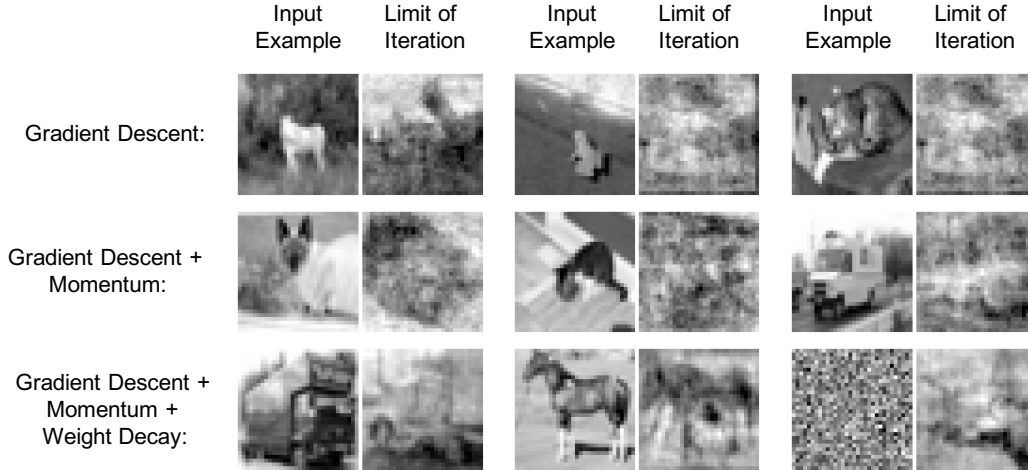 Input Example
Limit of Iteration
Input Example
Limit of Iteration
Input Example
Limit of Iteration
Gradient Descent:
Gradient Descent +
Momentum:
Gradient Descent +
Momentum +
Weight Decay: